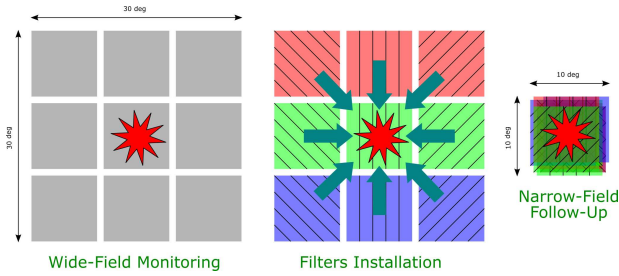 30 deg
30 deg
Wide-Field Monitoring
Filters Installation
10 deg
10 deg
Narrow-Field
Follow-Up